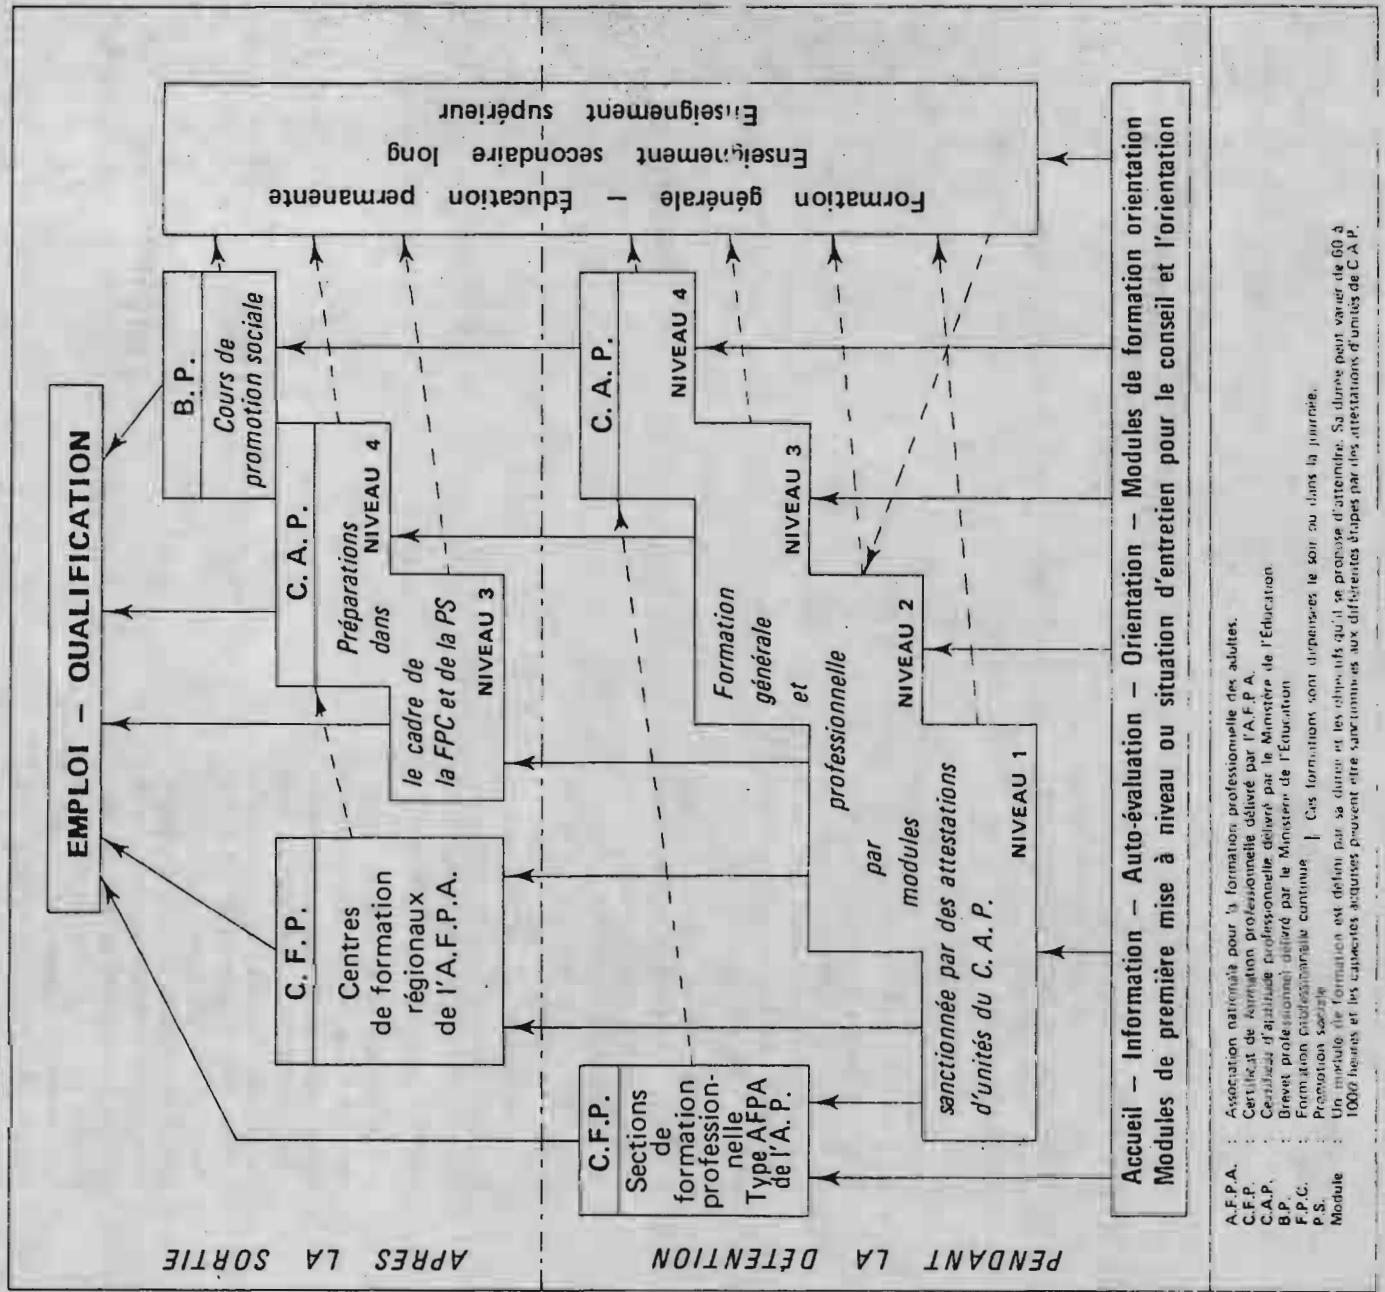 EMPLOI – QUALIFICATION
B. P.
Cours de
promotion sociale
C. A. P.
Préparations
dans
NIVEAU 4
le cadre de
la FPC et de la PS
NIVEAU 3
C. F. P.
Centres
de formation
régionaux
de l'A.F.P.A.
APRES LA SORTIE
Formation générale – Éducation permanente
Enseignement secondaire long
Enseignement supérieur
C. A. P.
NIVEAU 4
Formation
générale
et
NIVEAU 3
professionnelle
NIVEAU 2
par
modules
sanctionnée par des attestations
d'unités du C. A. P.
NIVEAU 1
C.F.P.
Sections
de
formation
profession-
nelle
Type AFPA
de l'A.P.
PENDANT LA DÉTENTION
Accueil – Information – Auto-évaluation – Orientation – Modules de formation orientation
Modules de première mise à niveau ou situation d'entretien pour le conseil et l'orientation
A.F.P.A. : Association nationale pour la formation professionnelle des adultes.
C.F.P. : Certificat de formation professionnelle délivré par l'A.F.P.A.
C.A.P. : Certificat d'aptitude professionnelle délivré par le Ministère de l'Éducation.
B.P. : Brevet professionnel délivré par le Ministère de l'Éducation
F.P.C. : Formation professionnelle continue | Ces formations sont dispensées le soir ou dans la journée.
P.S. : Promotion sociale
Module : Un module de formation est défini par sa durée et les objectifs qu'il se propose d'atteindre. Sa durée peut varier de 60 à
1000 heures et les capacités acquises peuvent être sanctionnées aux différentes étapes par des attestations d'unités de C A P.